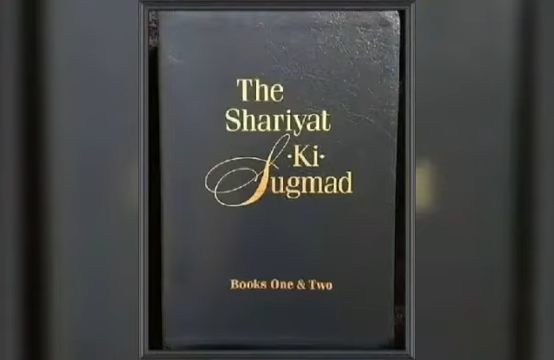 The
Shariyat
·Ki·
Sugmad
Books One & Two